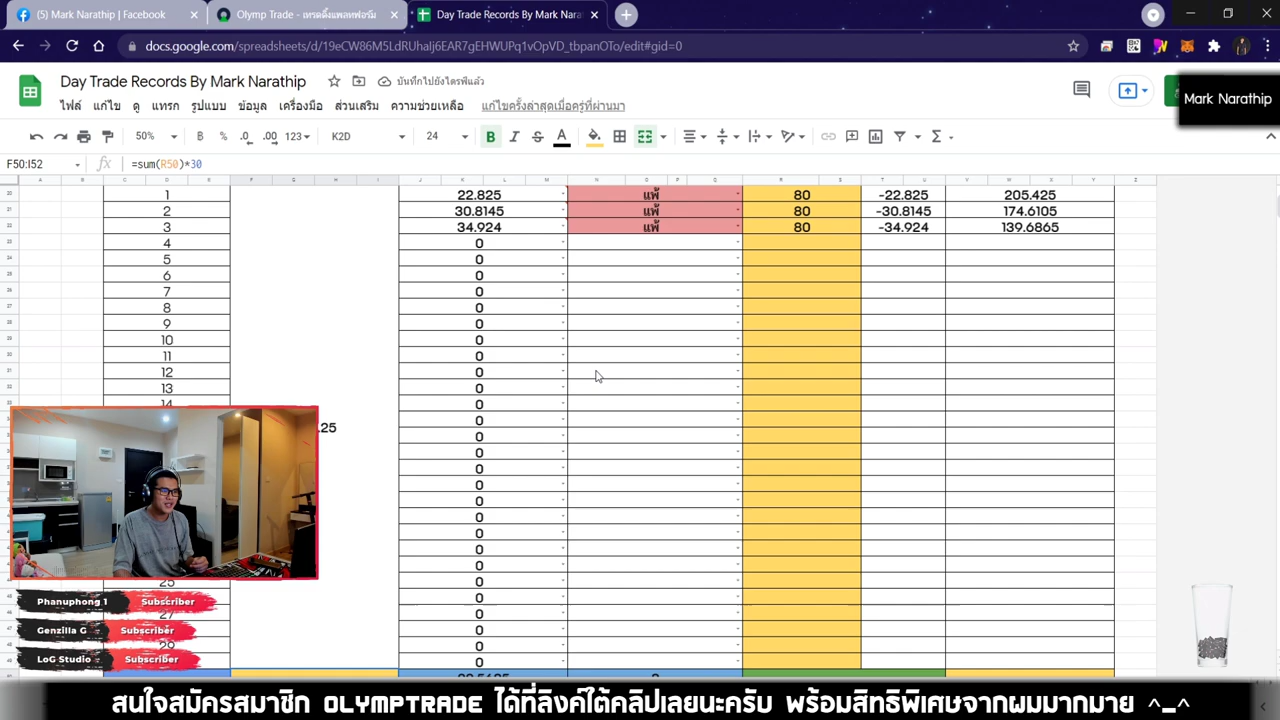 (5) Mark Narathip | Facebook
Olymp Trade - เทรดดิ้งแพลทฟอร์ม
Day Trade Records By Mark Nara
docs.google.com/spreadsheets/d/19eCW86M5LdRUhaIj6EAR7gEHWUPq1vOpVD_tbpanOTo/edit#gid=0
Day Trade Records By Mark Narathip
บันทึกไปยังไดรฟ์แล้ว
Mark Narathip
ไฟล์ แก้ไข ดู แทรก รูปแบบ ข้อมูล เครื่องมือ ส่วนเสริม ความช่วยเหลือ แก้ไขครั้งล่าสุดเมื่อครู่ที่ผ่านมา
50% ฿ % .0 .00 123 K2D 24 B I S A Σ
F50:I52 fx =sum(R50)*30
A B C D E F G H I J K L M N O P Q R S T U V W X Y Z
1 22.825 แพ้ 80 -22.825 205.425
2 30.8145 แพ้ 80 -30.8145 174.6105
3 34.924 แพ้ 80 -34.924 139.6865
4 0
5 0
6 0
7 0
8 0
9 0
10 0
11 0
12 0
13 0
14 0
.25 0
0
0
0
0
0
0
0
0
0
25 0
0
27 0
0
29 0
0
Phanuphong 1 Subscriber
Genzilla G Subscriber
LoG Studio Subscriber
สนใจสมัครสมาชิก OLYMPTRADE ได้ที่ลิงค์ใต้คลิปเลยนะครับ พร้อมสิทธิพิเศษจากผมมากมาย ^_^